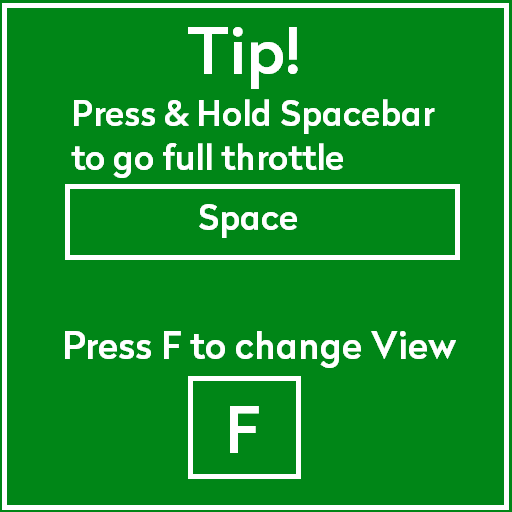 Tip!
Press & Hold Spacebar
to go full throttle
Space
Press F to change View
F